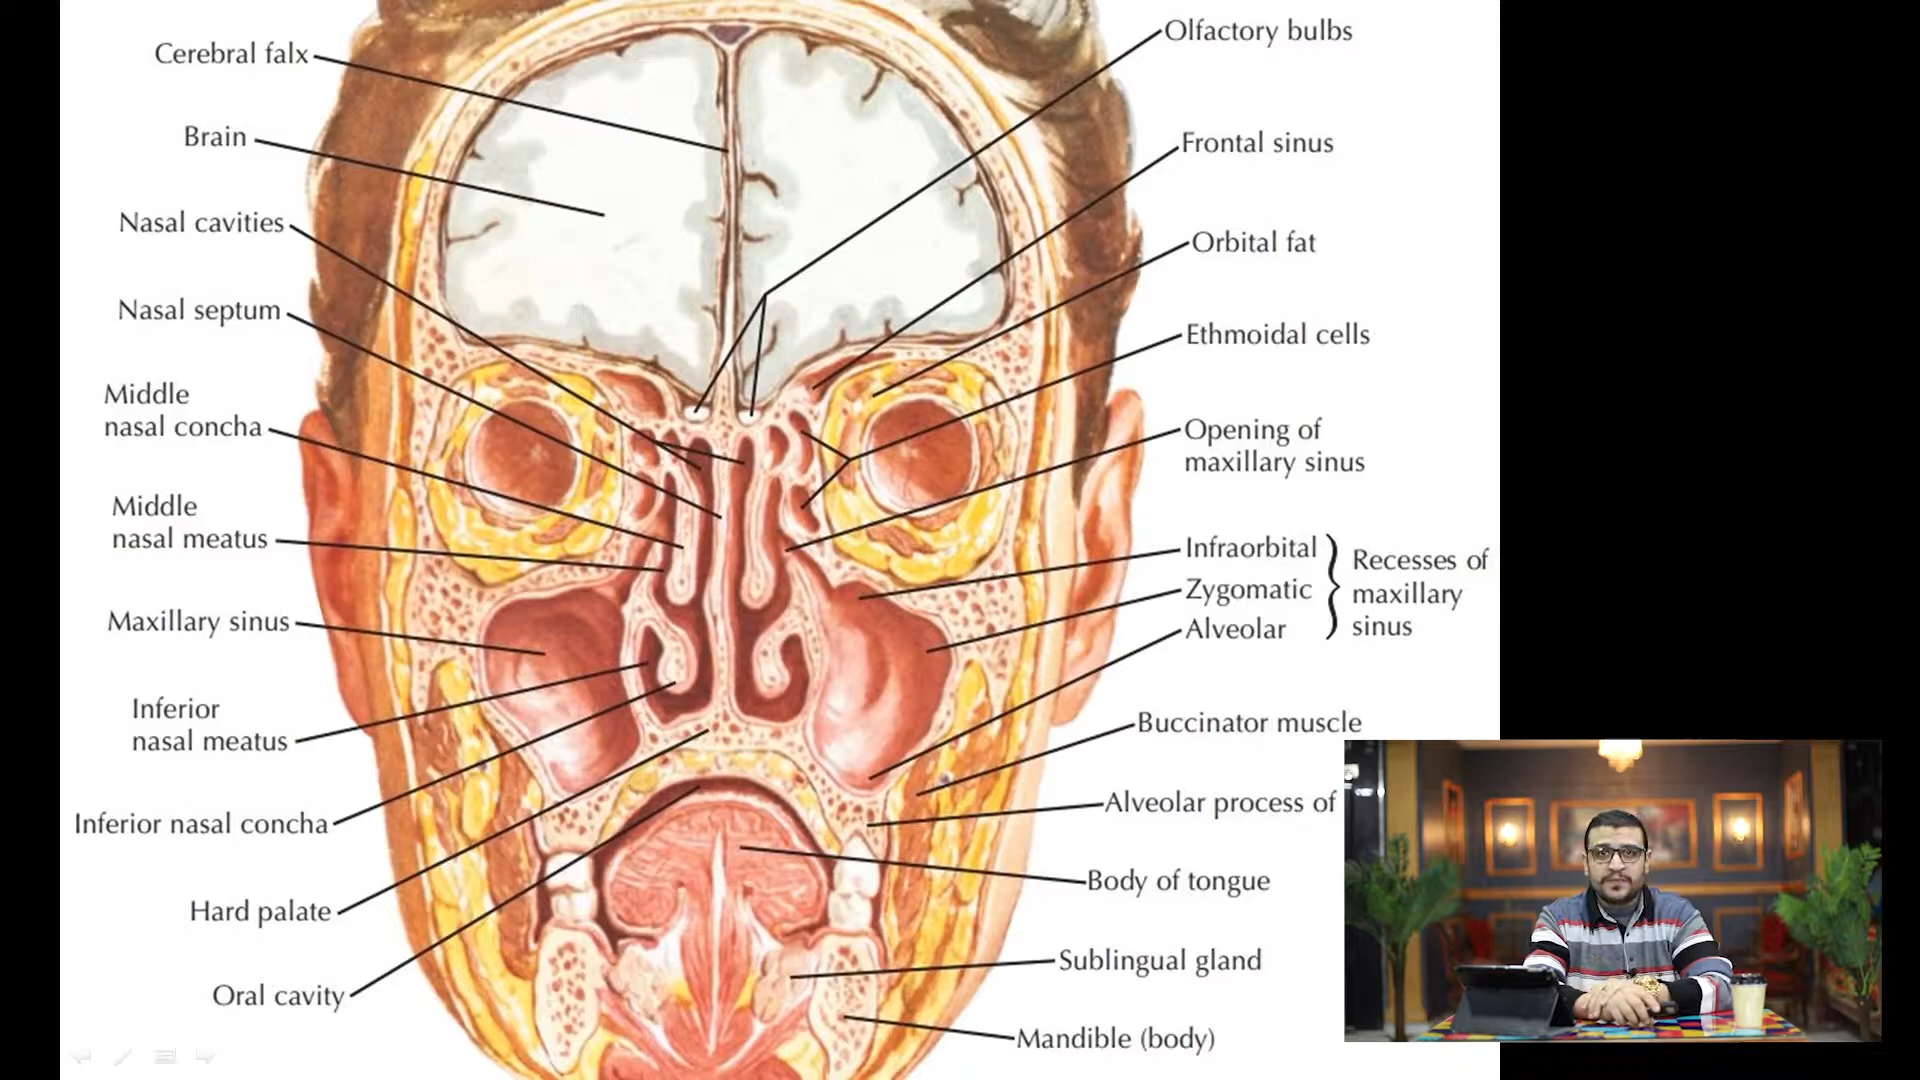 Cerebral falx
Brain
Nasal cavities
Nasal septum
Middle
nasal concha
Middle
nasal meatus
Maxillary sinus
Inferior
nasal meatus
Inferior nasal concha
Hard palate
Oral cavity
Olfactory bulbs
Frontal sinus
Orbital fat
Ethmoidal cells
Opening of
maxillary sinus
Infraorbital
Zygomatic
Alveolar
Recesses of
maxillary
sinus
Buccinator muscle
Alveolar process of
Body of tongue
Sublingual gland
Mandible (body)